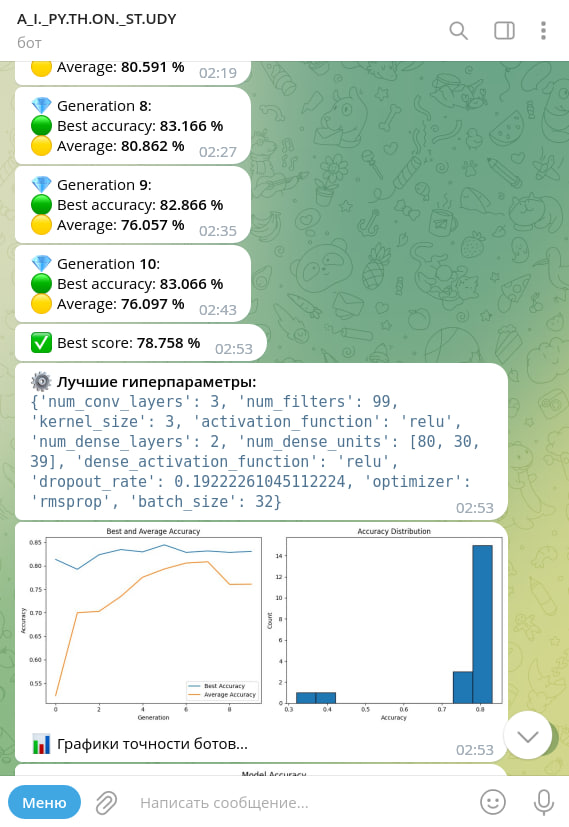 A_I._PY.TH.ON._ST.UDY
бот
Average: 80.591 % 02:19
Generation 8:
Best accuracy: 83.166 %
Average: 80.862 % 02:27
Generation 9:
Best accuracy: 82.866 %
Average: 76.057 % 02:35
Generation 10:
Best accuracy: 83.066 %
Average: 76.097 % 02:43
Best score: 78.758 % 02:53
Лучшие гиперпараметры:
{'num_conv_layers': 3, 'num_filters': 99,
'kernel_size': 3, 'activation_function': 'relu',
'num_dense_layers': 2, 'num_dense_units': [80, 30,
39], 'dense_activation_function': 'relu',
'dropout_rate': 0.19222261045112224, 'optimizer':
'rmsprop', 'batch_size': 32}
02:53
Best and Average Accuracy
0.85
0.80
0.75
0.70
0.65
0.60
0.55
Accuracy
0 2 4 6 8
Generation
Best Accuracy
Average Accuracy
Accuracy Distribution
14
12
10
8
6
4
2
0
Count
0.3 0.4 0.5 0.6 0.7 0.8
Accuracy
Графики точности ботов...
02:53
Model Accuracy
Меню
Написать сообщение...